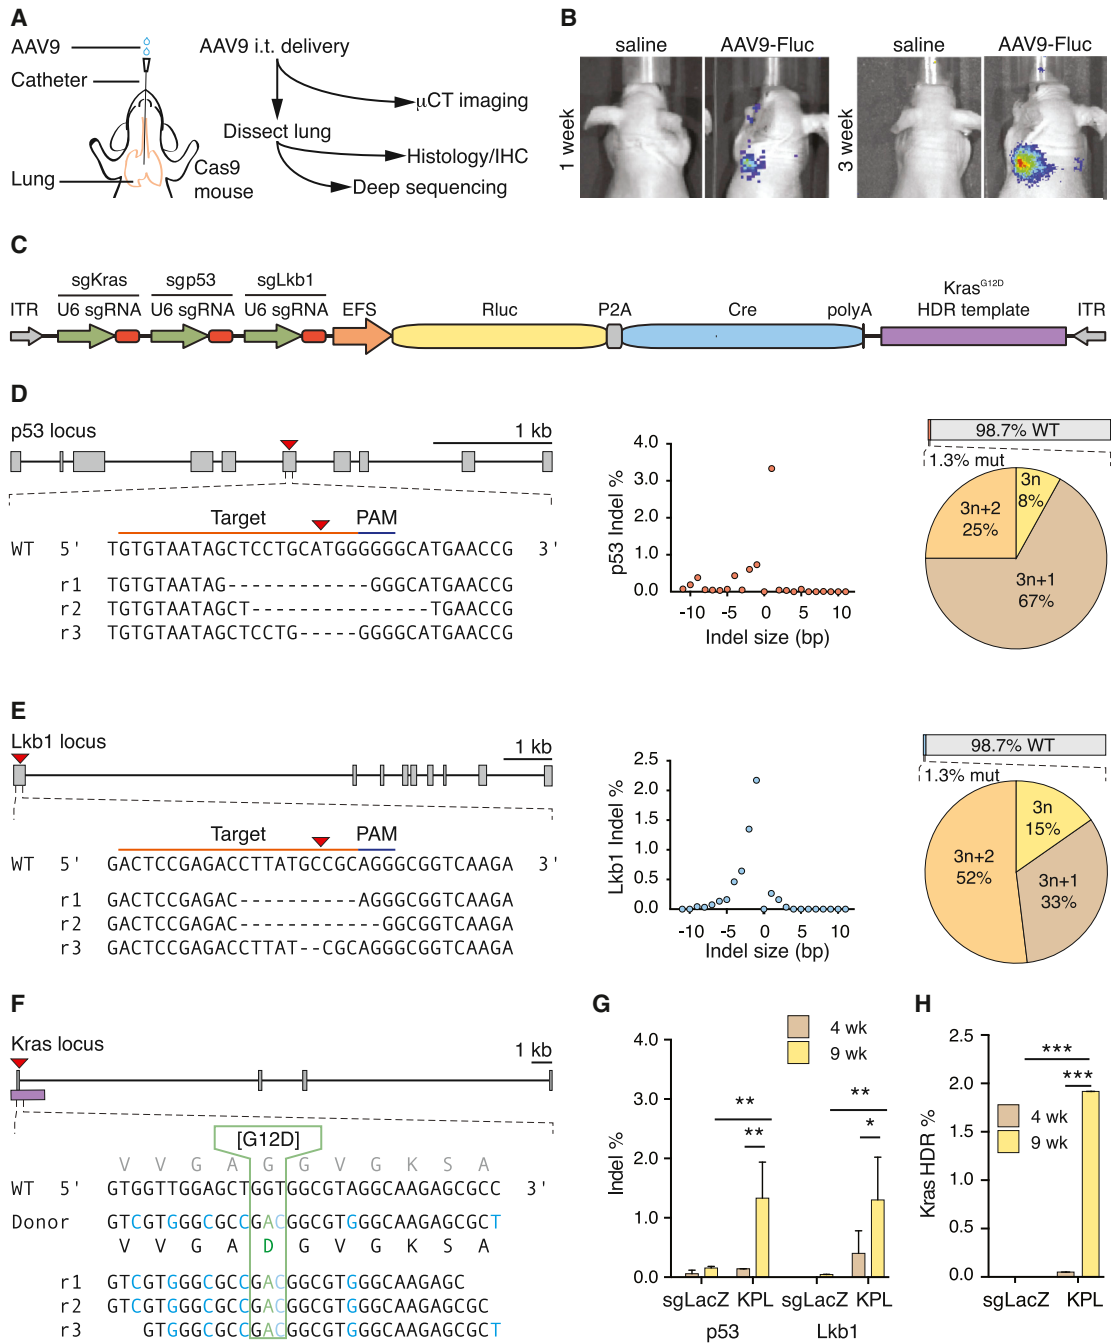 A
AAV9
Catheter
Lung
Cas9
mouse
AAV9 i.t. delivery
μCT imaging
Dissect lung
Histology/IHC
Deep sequencing
B
saline
AAV9-Fluc
saline
AAV9-Fluc
1 week
3 week
C
sgKras
sgp53
sgLkb1
Kras G12D
ITR
U6 sgRNA
U6 sgRNA
U6 sgRNA
EFS
Rluc
P2A
Cre
polyA
HDR template
ITR
D
p53 locus
1 kb
Target
PAM
WT 5' TGTGTAATAGCTCCTGCATGGGGGGCATGAACCG 3'
r1 TGTGTAATAG------------GGGCATGAACCG
r2 TGTGTAATAGCT---------------TGAACCG
r3 TGTGTAATAGCTCCTG-----GGGGCATGAACCG
p53 Indel %
4.0
3.0
2.0
1.0
0.0
-10 -5 0 5 10
Indel size (bp)
98.7% WT
1.3% mut
3n
8%
3n+2
25%
3n+1
67%
E
Lkb1 locus
1 kb
Target
PAM
WT 5' GACTCCGAGACCTTATGCCGCAGGGCGGTCAAGA 3'
r1 GACTCCGAGAC----------AGGGCGGTCAAGA
r2 GACTCCGAGAC------------GGCGGTCAAGA
r3 GACTCCGAGACCTTAT--CGCAGGGCGGTCAAGA
Lkb1 Indel %
2.5
2.0
1.5
1.0
0.5
0.0
-10 -5 0 5 10
Indel size (bp)
98.7% WT
1.3% mut
3n
15%
3n+2
52%
3n+1
33%
F
Kras locus
1 kb
[G12D]
V V G A G G V G K S A
WT 5' GTGGTTGGAGCTGGTGGCGTAGGCAAGAGCGCC 3'
Donor GTCGTGGGCGCCGACGGCGTGGGCAAGAGCGCT
V V G A D G V G K S A
r1 GTCGTGGGCGCCGACGGCGTGGGCAAGAGC
r2 GTCGTGGGCGCCGACGGCGTGGGCAAGAGCGC
r3 GTGGGCGCCGACGGCGTGGGCAAGAGCGCT
G
4 wk
9 wk
Indel %
4.0
3.0
2.0
1.0
0.0
**
**
**
*
sgLacZ KPL sgLacZ KPL
p53 Lkb1
H
Kras HDR %
2.5
2.0
1.5
1.0
0.5
0.0
***
***
4 wk
9 wk
sgLacZ KPL